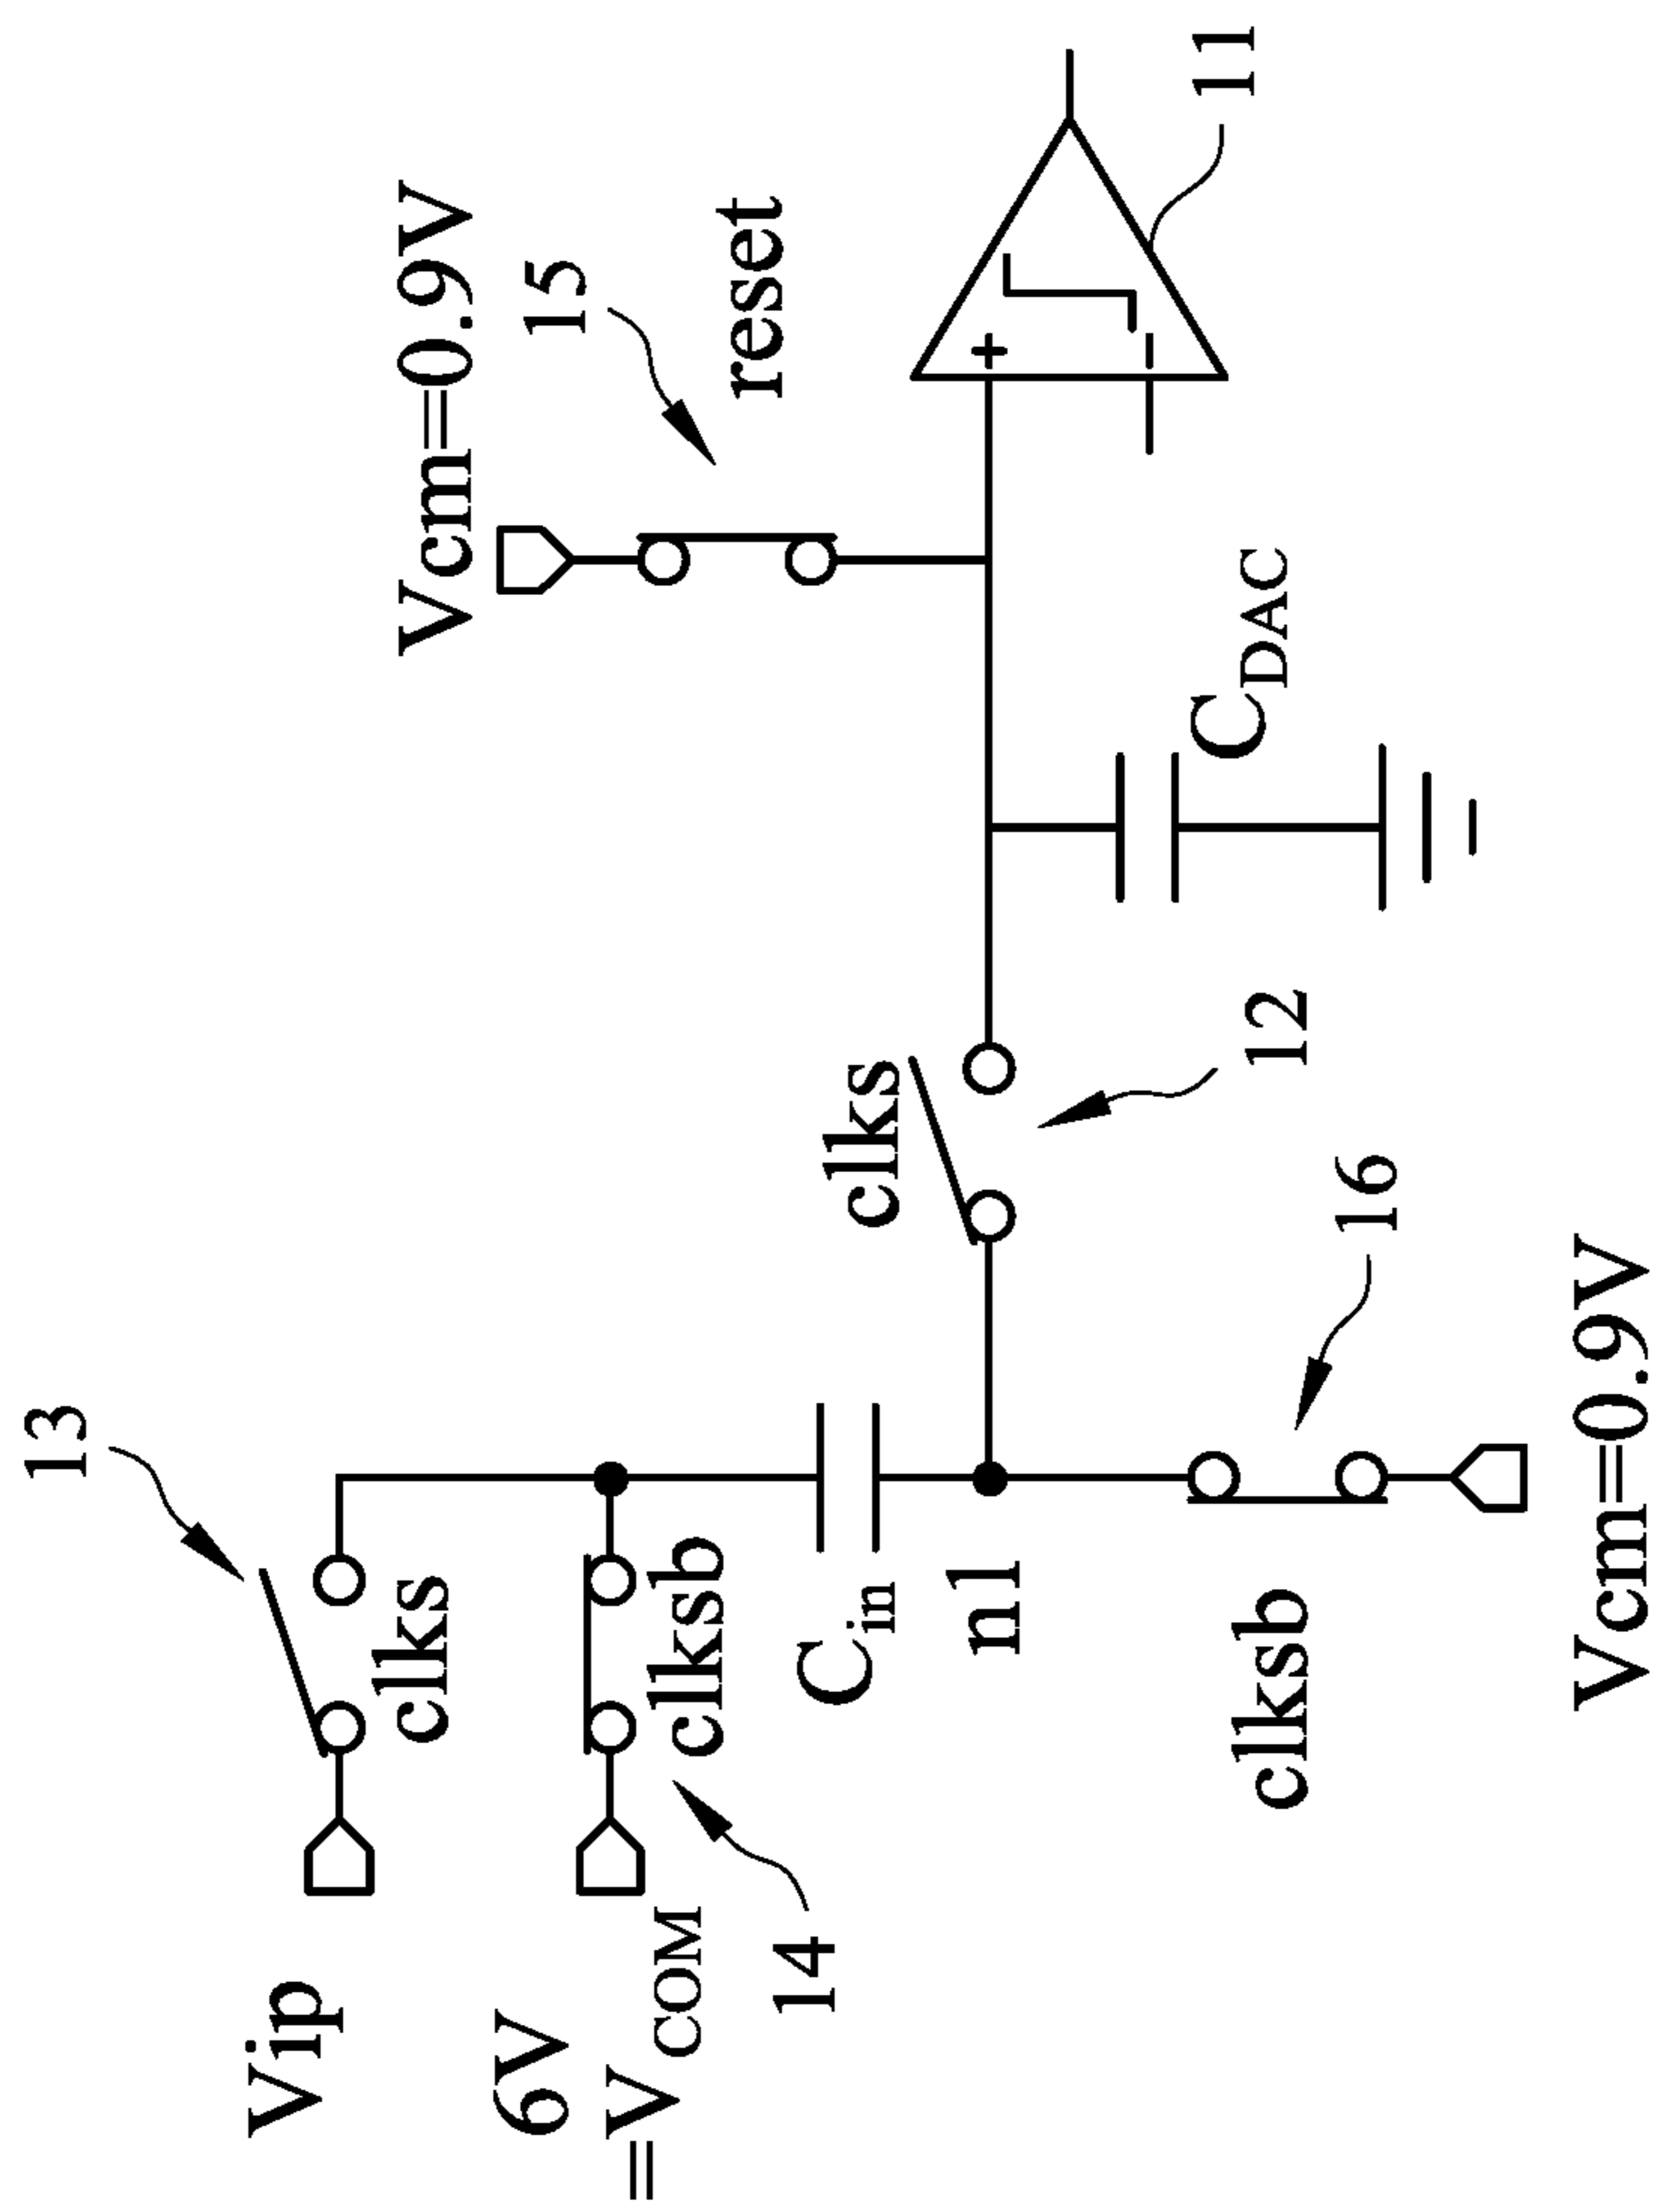 Vip
13
clks
6V
=VCOM
clksb
14
Cin
n1
clksb
16
Vcm=0.9V
clks
12
CDAC
Vcm=0.9V
15
reset
+
-
11